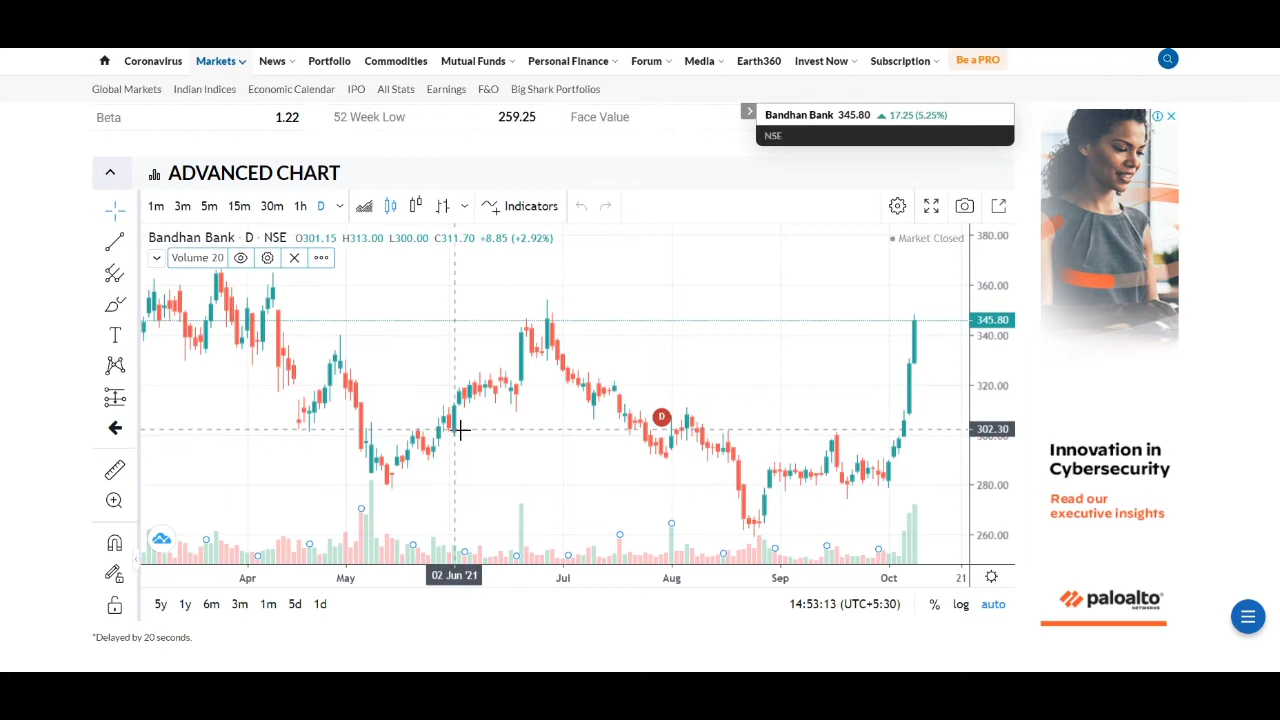 Coronavirus Markets News Portfolio Commodities Mutual Funds Personal Finance Forum Media Earth360 Invest Now Subscription Be a PRO
Global Markets Indian Indices Economic Calendar IPO All Stats Earnings F&O Big Shark Portfolios
Beta 1.22 52 Week Low 259.25 Face Value
Bandhan Bank 345.80 17.25 (5.25%)
NSE
ADVANCED CHART
1m 3m 5m 15m 30m 1h D Indicators
Bandhan Bank · D · NSE O301.15 H313.00 L300.00 C311.70 +8.85 (+2.92%)
Market Closed
Volume 20
380.00
360.00
345.80
340.00
320.00
D
302.30
300.00
280.00
260.00
Apr May 02 Jun '21 Jul Aug Sep Oct 21
5y 1y 6m 3m 1m 5d 1d 14:53:13 (UTC+5:30) % log auto
*Delayed by 20 seconds.
Innovation in
Cybersecurity
Read our
executive insights
paloalto
NETWORKS